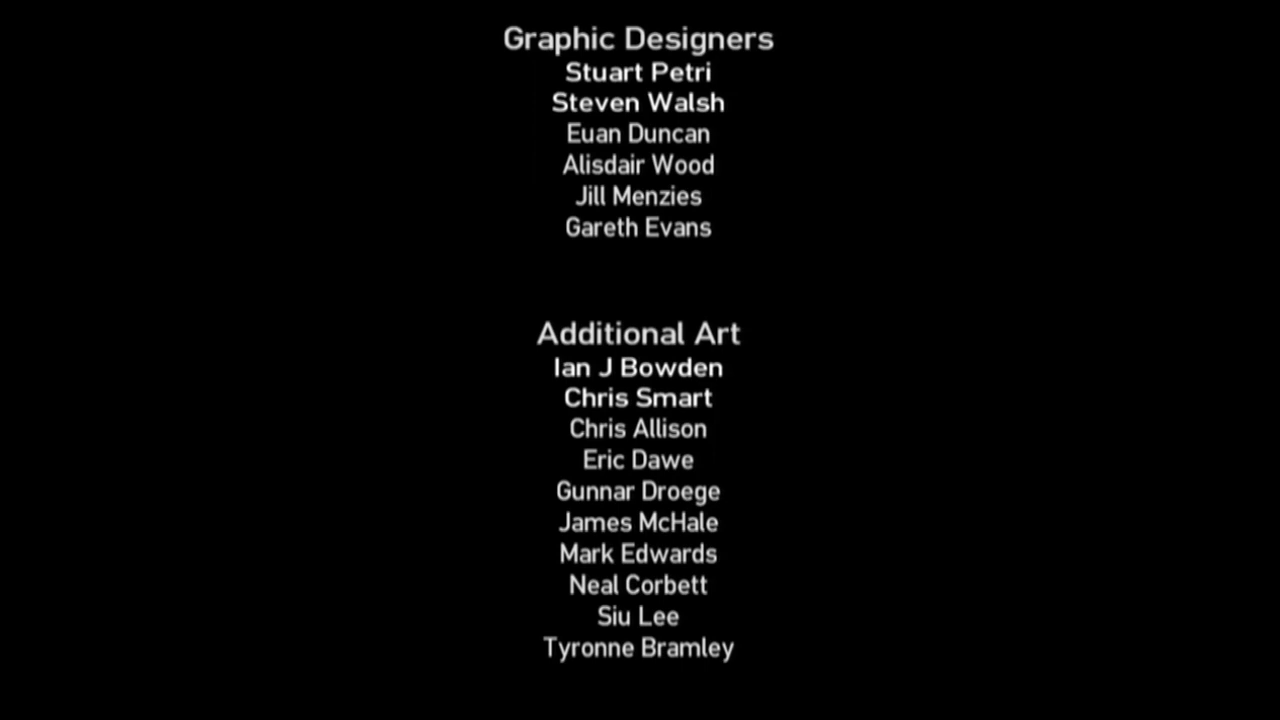 Graphic Designers
Stuart Petri
Steven Walsh
Euan Duncan
Alisdair Wood
Jill Menzies
Gareth Evans
Additional Art
Ian J Bowden
Chris Smart
Chris Allison
Eric Dawe
Gunnar Droege
James McHale
Mark Edwards
Neal Corbett
Siu Lee
Tyronne Bramley